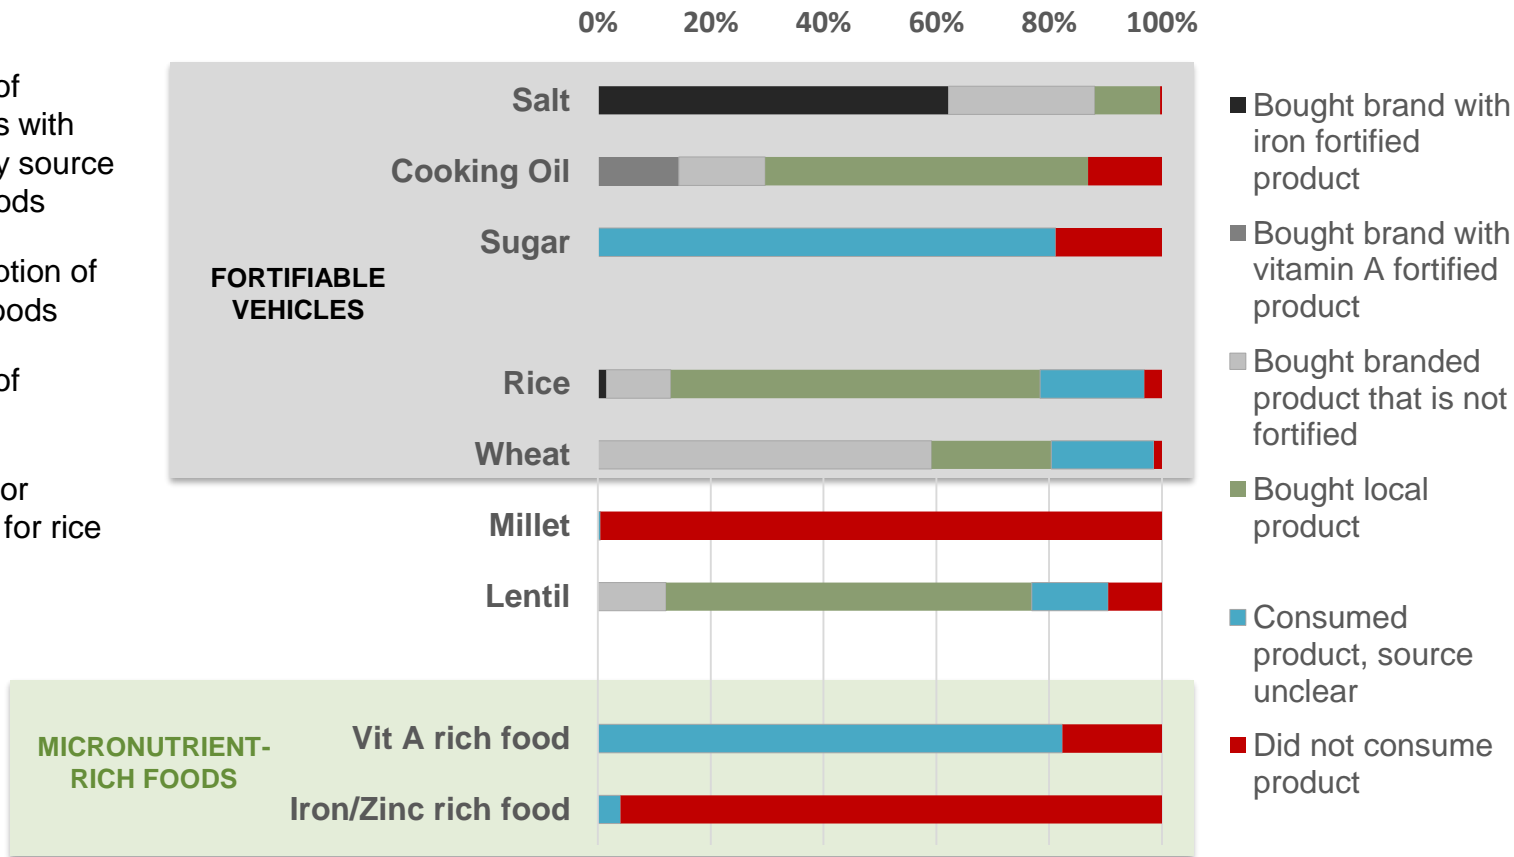 0% 20% 40% 60% 80% 100%
of
s with
y source
ods
otion of
oods
of
or
for rice
Salt
Cooking Oil
Sugar
FORTIFIABLE
VEHICLES
Rice
Wheat
Millet
Lentil
MICRONUTRIENT-
RICH FOODS
Vit A rich food
Iron/Zinc rich food
Bought brand with
iron fortified
product
Bought brand with
vitamin A fortified
product
Bought branded
product that is not
fortified
Bought local
product
Consumed
product, source
unclear
Did not consume
product